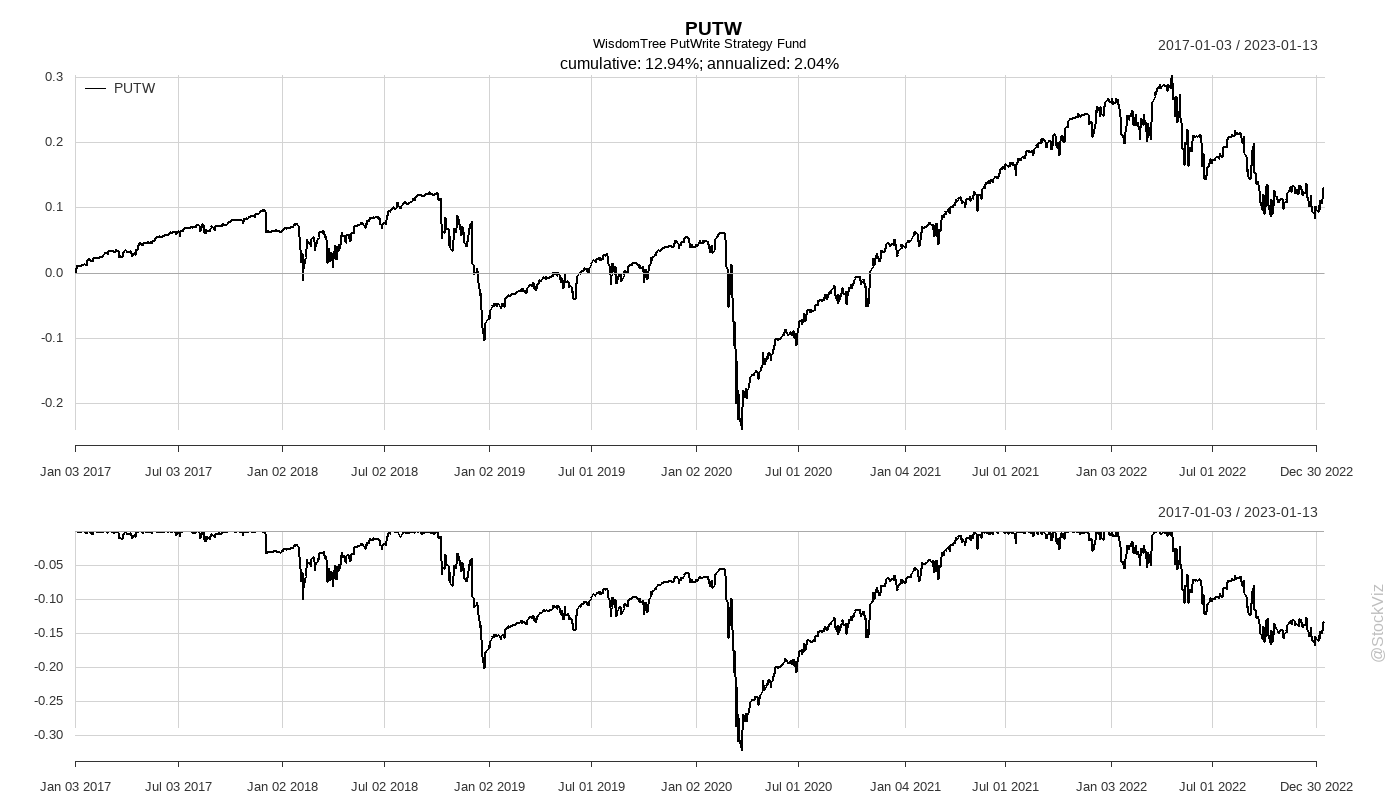 PUTW
WisdomTree PutWrite Strategy Fund
2017-01-03 / 2023-01-13
cumulative: 12.94%; annualized: 2.04%
PUTW
0.3
0.2
0.1
0.0
-0.1
-0.2
Jan 03 2017 Jul 03 2017 Jan 02 2018 Jul 02 2018 Jan 02 2019 Jul 01 2019 Jan 02 2020 Jul 01 2020 Jan 04 2021 Jul 01 2021 Jan 03 2022 Jul 01 2022 Dec 30 2022
2017-01-03 / 2023-01-13
-0.05
-0.10
-0.15
-0.20
-0.25
-0.30
Jan 03 2017 Jul 03 2017 Jan 02 2018 Jul 02 2018 Jan 02 2019 Jul 01 2019 Jan 02 2020 Jul 01 2020 Jan 04 2021 Jul 01 2021 Jan 03 2022 Jul 01 2022 Dec 30 2022
@StockViz